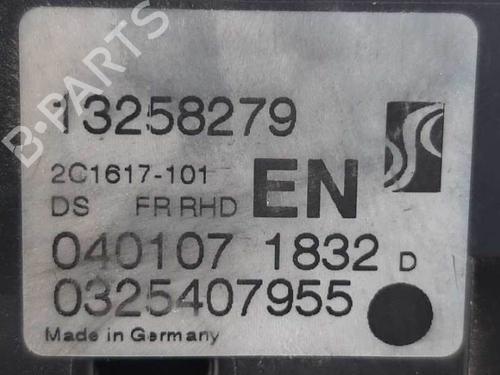 B-PARTS
13258279
2C1617-101
DS FR RHD EN
040107 1832 D
0325407955
Made in Germany